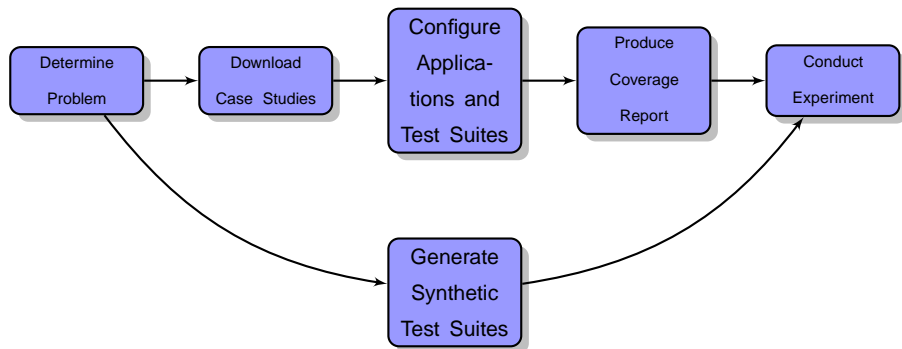 Determine
Problem
Download
Case Studies
Configure
Applica-
tions and
Test Suites
Produce
Coverage
Report
Conduct
Experiment
Generate
Synthetic
Test Suites